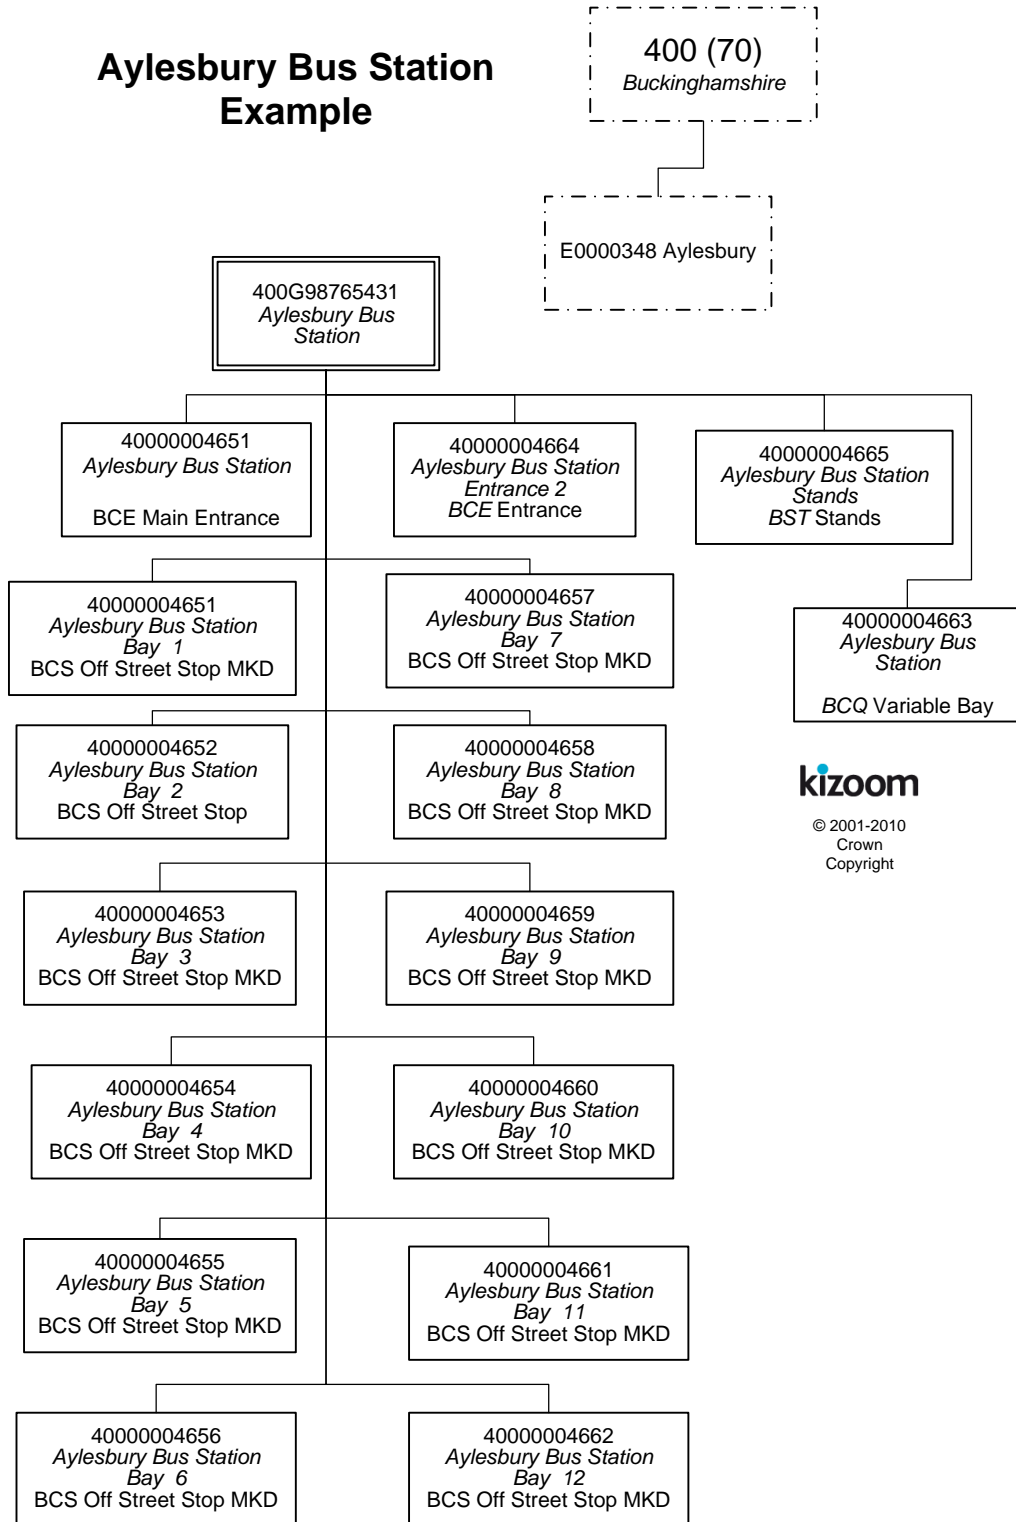 Aylesbury Bus Station
Example
400 (70)
Buckinghamshire
E0000348 Aylesbury
400G98765431
Aylesbury Bus
Station
40000004651
Aylesbury Bus Station
BCE Main Entrance
40000004664
Aylesbury Bus Station
Entrance 2
BCE Entrance
40000004665
Aylesbury Bus Station
Stands
BST Stands
40000004651
Aylesbury Bus Station
Bay 1
BCS Off Street Stop MKD
40000004657
Aylesbury Bus Station
Bay 7
BCS Off Street Stop MKD
40000004663
Aylesbury Bus
Station
BCQ Variable Bay
40000004652
Aylesbury Bus Station
Bay 2
BCS Off Street Stop
40000004658
Aylesbury Bus Station
Bay 8
BCS Off Street Stop MKD
kizoom
© 2001-2010
Crown
Copyright
40000004653
Aylesbury Bus Station
Bay 3
BCS Off Street Stop MKD
40000004659
Aylesbury Bus Station
Bay 9
BCS Off Street Stop MKD
40000004654
Aylesbury Bus Station
Bay 4
BCS Off Street Stop MKD
40000004660
Aylesbury Bus Station
Bay 10
BCS Off Street Stop MKD
40000004655
Aylesbury Bus Station
Bay 5
BCS Off Street Stop MKD
40000004661
Aylesbury Bus Station
Bay 11
BCS Off Street Stop MKD
40000004656
Aylesbury Bus Station
Bay 6
BCS Off Street Stop MKD
40000004662
Aylesbury Bus Station
Bay 12
BCS Off Street Stop MKD